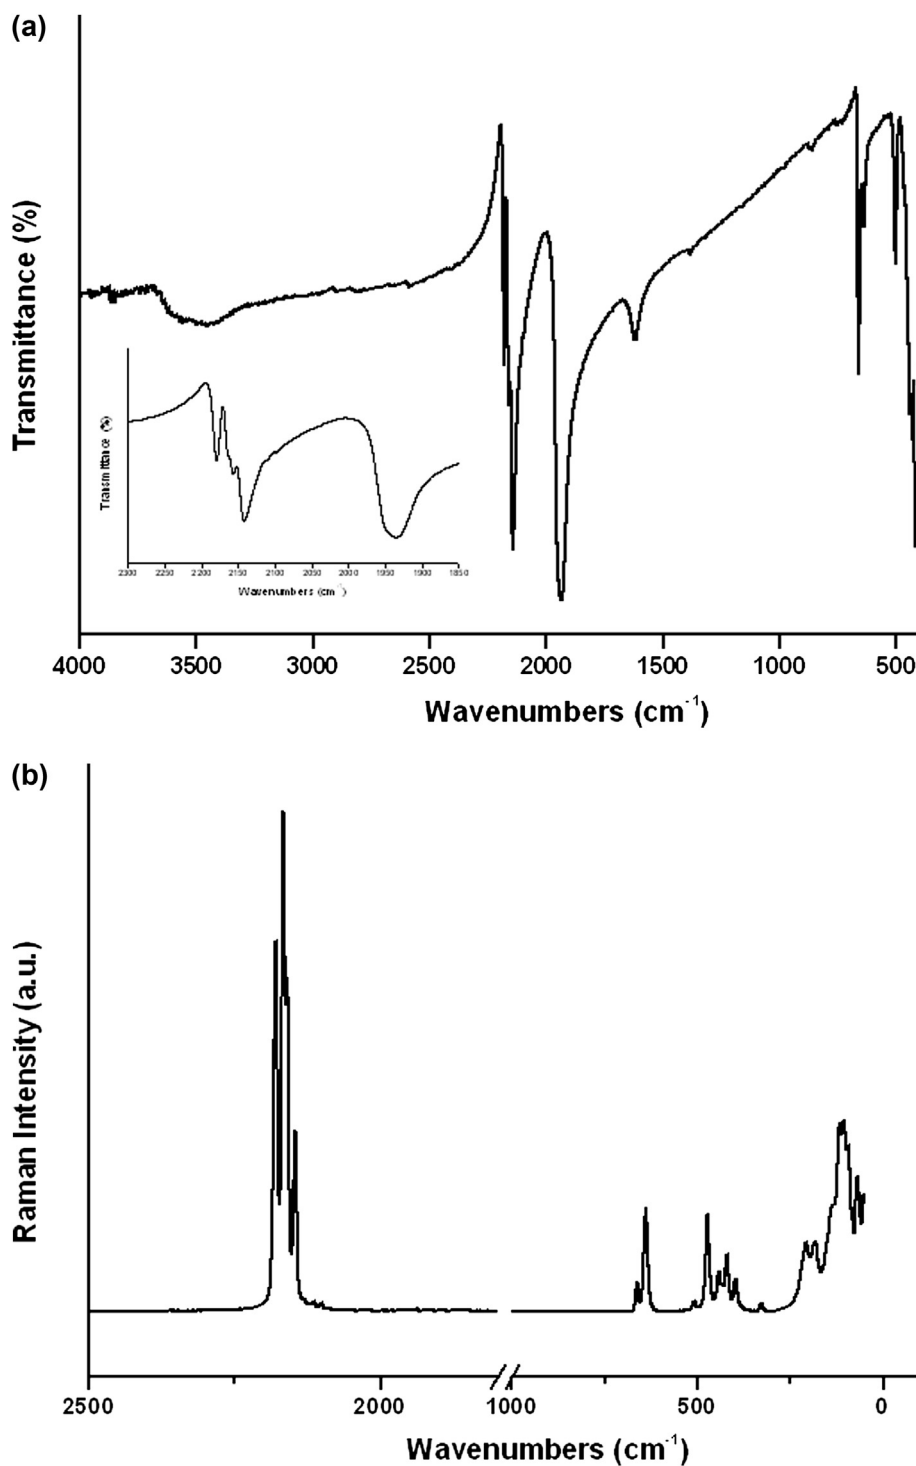 (a)
Transmittance (%)
Transmittance (%)
2300 2250 2200 2150 2100 2050 2000 1950 1900 1850
Wavenumbers (cm-1)
4000 3500 3000 2500 2000 1500 1000 500
Wavenumbers (cm-1)
(b)
Raman Intensity (a.u.)
2500 2000 1000 500 0
Wavenumbers (cm-1)